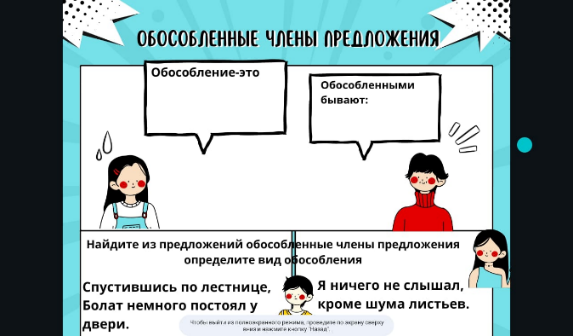 ОБОСОБЛЕННЫЕ ЧЛЕНЫ ПРЕДЛОЖЕНИЯ
Обособление-это
Обособленными
бывают:
Найдите из предложений обособленные члены предложения
определите вид обособления
Спустившись по лестнице,
Болат немного постоял у
двери.
Я ничего не слышал,
кроме шума листьев.
Чтобы выйти из полноэкранного режима, проведите по экрану сверху
вниз и нажмите кнопку "Назад".